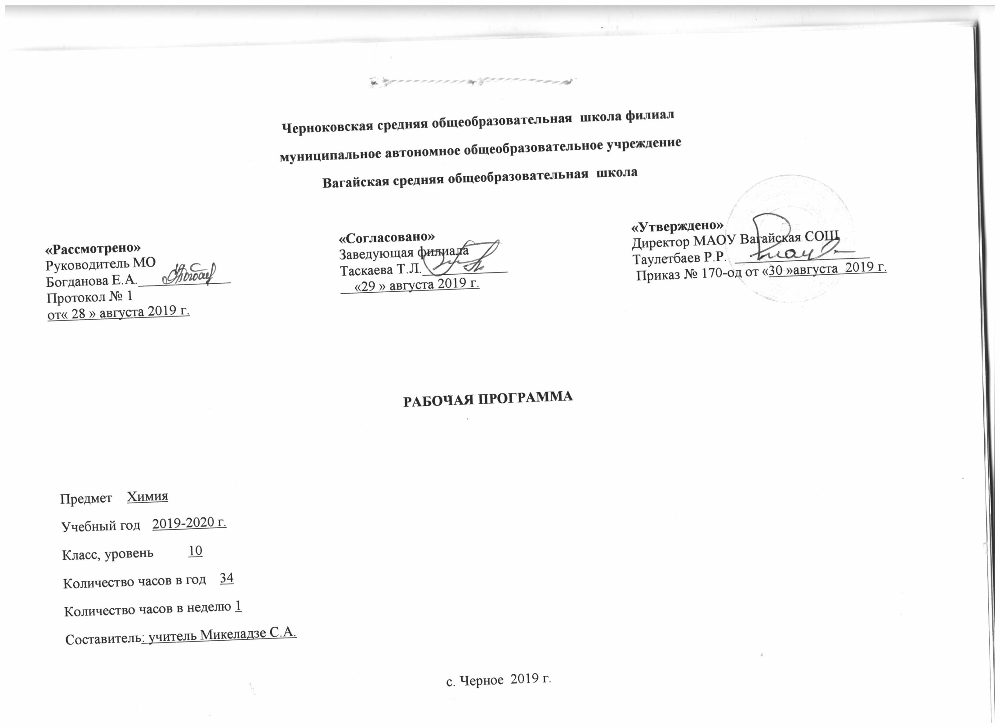 Черноковская средняя общеобразовательная школа филиал
муниципальное автономное общеобразовательное учреждение
Вагайская средняя общеобразовательная школа
«Рассмотрено»
Руководитель МО
Богданова Е.А.
Протокол № 1
от« 28 » августа 2019 г.
«Согласовано»
Заведующая филиала
Таскаева Т.Л.
«29 » августа 2019 г.
«Утверждено»
Директор МАОУ Вагайская СОШ
Таулетбаев Р.Р.
Приказ № 170-од от «30 »августа 2019 г.
РАБОЧАЯ ПРОГРАММА
Предмет Химия
Учебный год 2019-2020 г.
Класс, уровень 10
Количество часов в год 34
Количество часов в неделю 1
Составитель: учитель Микеладзе С.А.
с. Черное 2019 г.